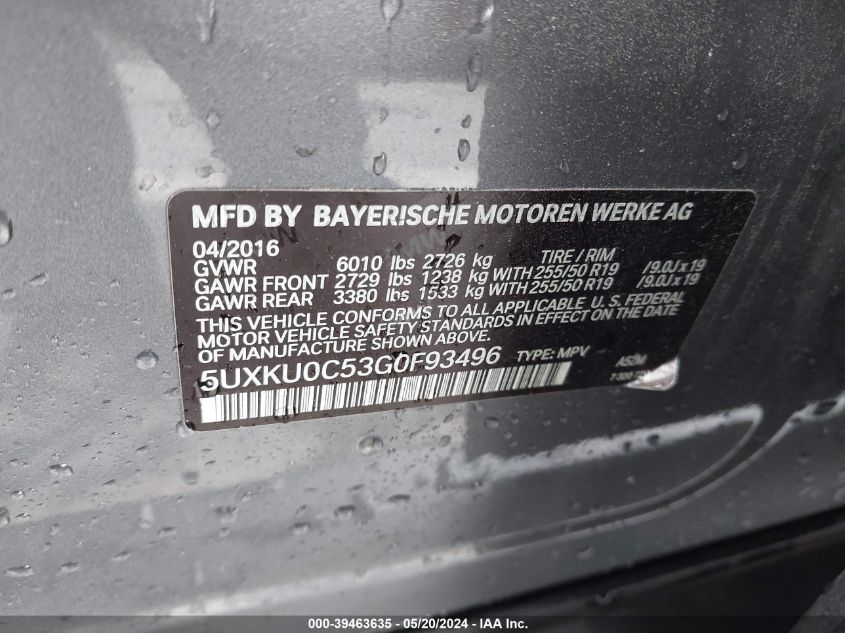 MFD BY BAYERISCHE MOTOREN WERKE AG
04/2016 TIRE / RIM
GVWR 6010 lbs 2726 kg
GAWR FRONT 2729 lbs 1238 kg WITH 255/50 R19 / 9.0J x 19
GAWR REAR 3380 lbs 1533 kg WITH 255/50 R19 / 9.0J x 19
THIS VEHICLE CONFORMS TO ALL APPLICABLE U. S. FEDERAL
MOTOR VEHICLE SAFETY STANDARDS IN EFFECT ON THE DATE
OF MANUFACTURE SHOWN ABOVE.
5UXKU0C53G0F93496 TYPE: MPV
000-39463635 - 05/20/2024 - IAA Inc.